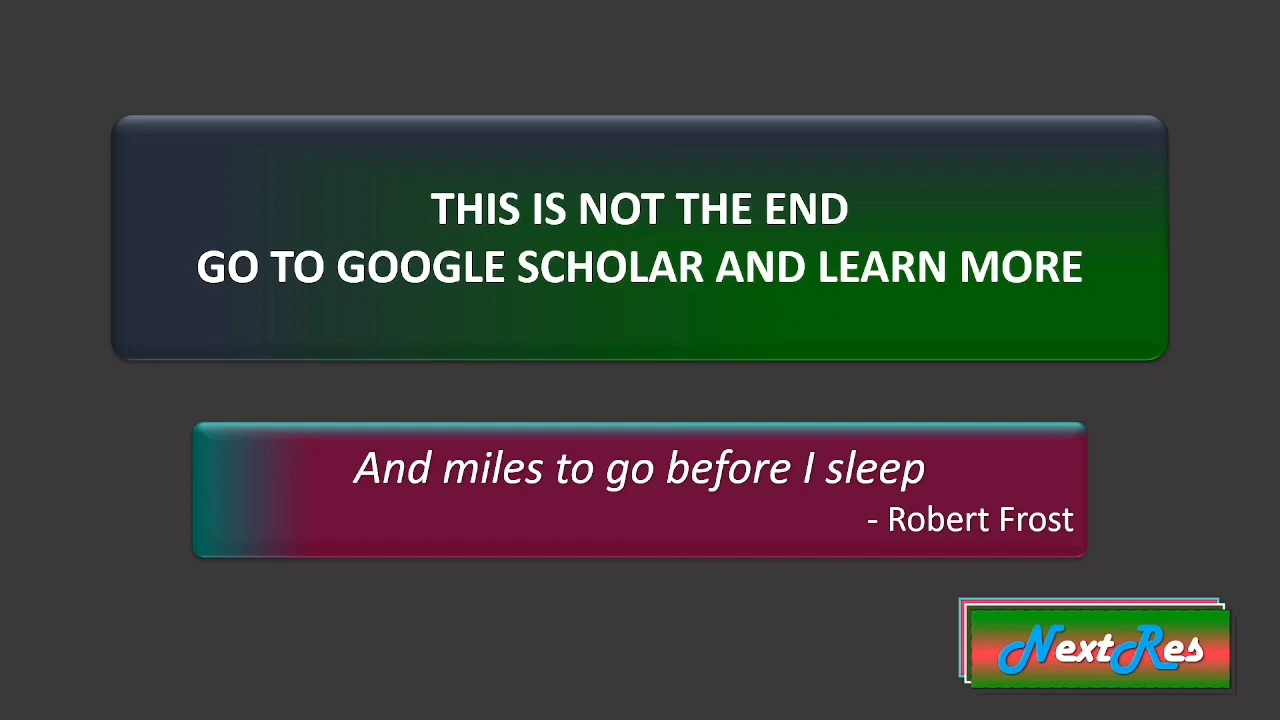 THIS IS NOT THE END
GO TO GOOGLE SCHOLAR AND LEARN MORE
And miles to go before I sleep
- Robert Frost
NextRes